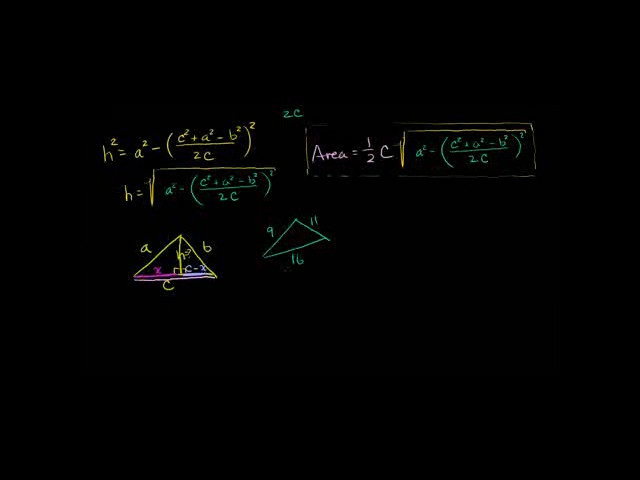 2C
h² = a² - ((c² + a² - b²)/2C)²
Area = 1/2 C √(a² - ((c² + a² - b²)/2C)²)
h = √(a² - ((c² + a² - b²)/2C)²)
9 11
16
a b
h?
x c-x
C